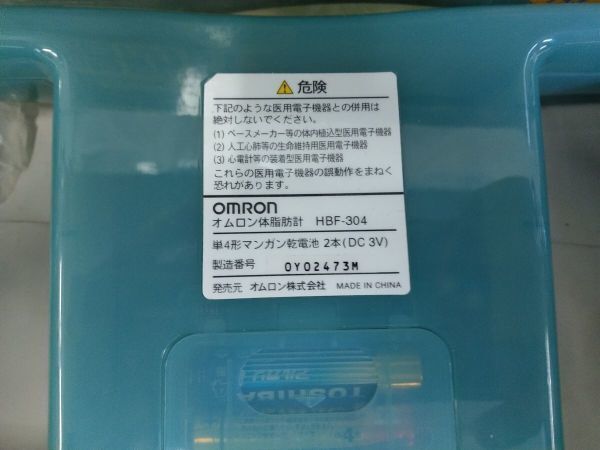 ⚠ 危険
下記のような医用電子機器との併用は
絶対しないでください。
(1) ペースメーカー等の体内植込型医用電子機器
(2) 人工心肺等の生命維持用医用電子機器
(3) 心電計等の装着型医用電子機器
これらの医用電子機器の誤動作をまねく
恐れがあります。
OMRON
オムロン体脂肪計 HBF-304
単4形マンガン乾電池 2本(DC 3V)
製造番号 OY02473M
発売元 オムロン株式会社 MADE IN CHINA
アルカリ
TOSHIBA